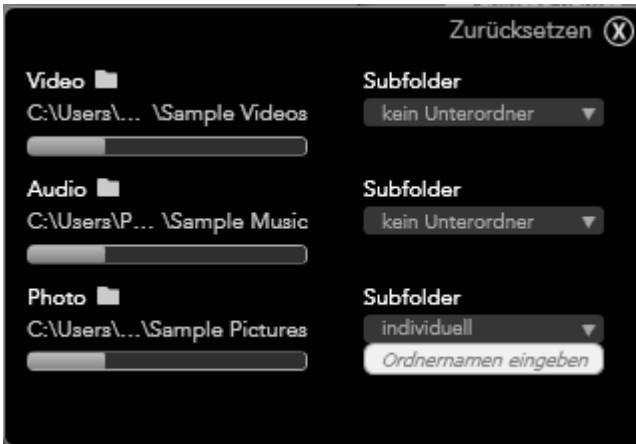 Zurücksetzen X
Video
Subfolder
C:\Users\... \Sample Videos
kein Unterordner
Audio
Subfolder
C:\Users\P... \Sample Music
kein Unterordner
Photo
Subfolder
C:\Users\...\Sample Pictures
individuell
Ordnernamen eingeben